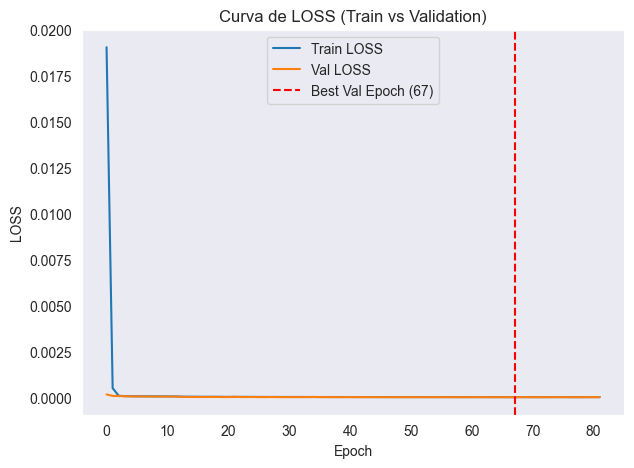 Curva de LOSS (Train vs Validation)
Train LOSS
Val LOSS
Best Val Epoch (67)
LOSS
0.0200
0.0175
0.0150
0.0125
0.0100
0.0075
0.0050
0.0025
0.0000
0 10 20 30 40 50 60 70 80
Epoch